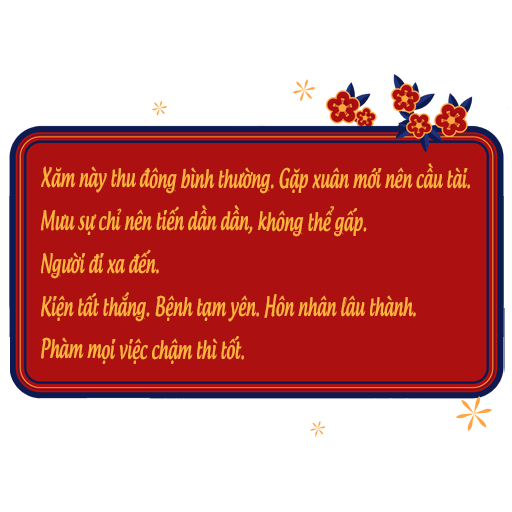 Xăm này thu đông bình thường. Gặp xuân mới nên cầu tài.
Mưu sự chỉ nên tiến dần dần, không thể gấp.
Người đi xa đến.
Kiện tất thắng. Bệnh tạm yên. Hôn nhân lâu thành.
Phàm mọi việc chậm thì tốt.